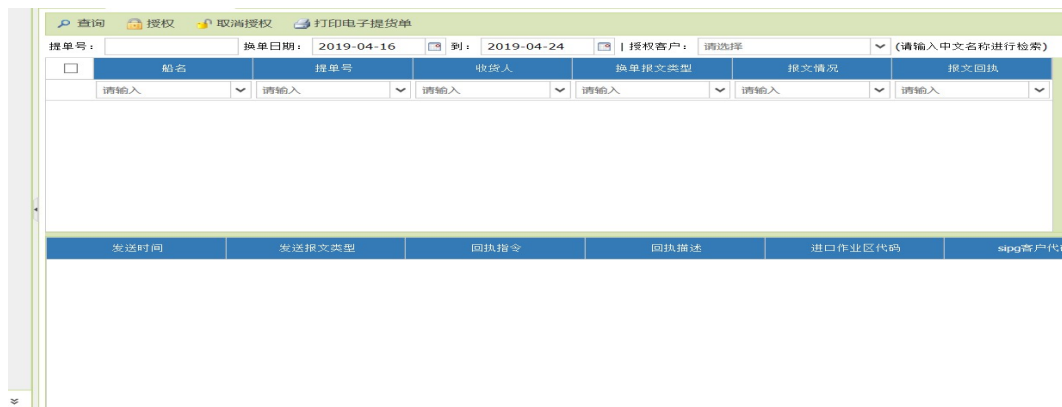 查询 授权 取消授权 打印电子提货单
提单号: 换单日期: 2019-04-16 到: 2019-04-24 | 授权客户: 请选择 (请输入中文名称进行检索)
船名 提单号 收货人 换单报文类型 报文情况 报文回执
请输入 请输入 请输入 请输入 请输入 请输入
发送时间 发送报文类型 回执指令 回执描述 进口作业区代码 sipg客户代